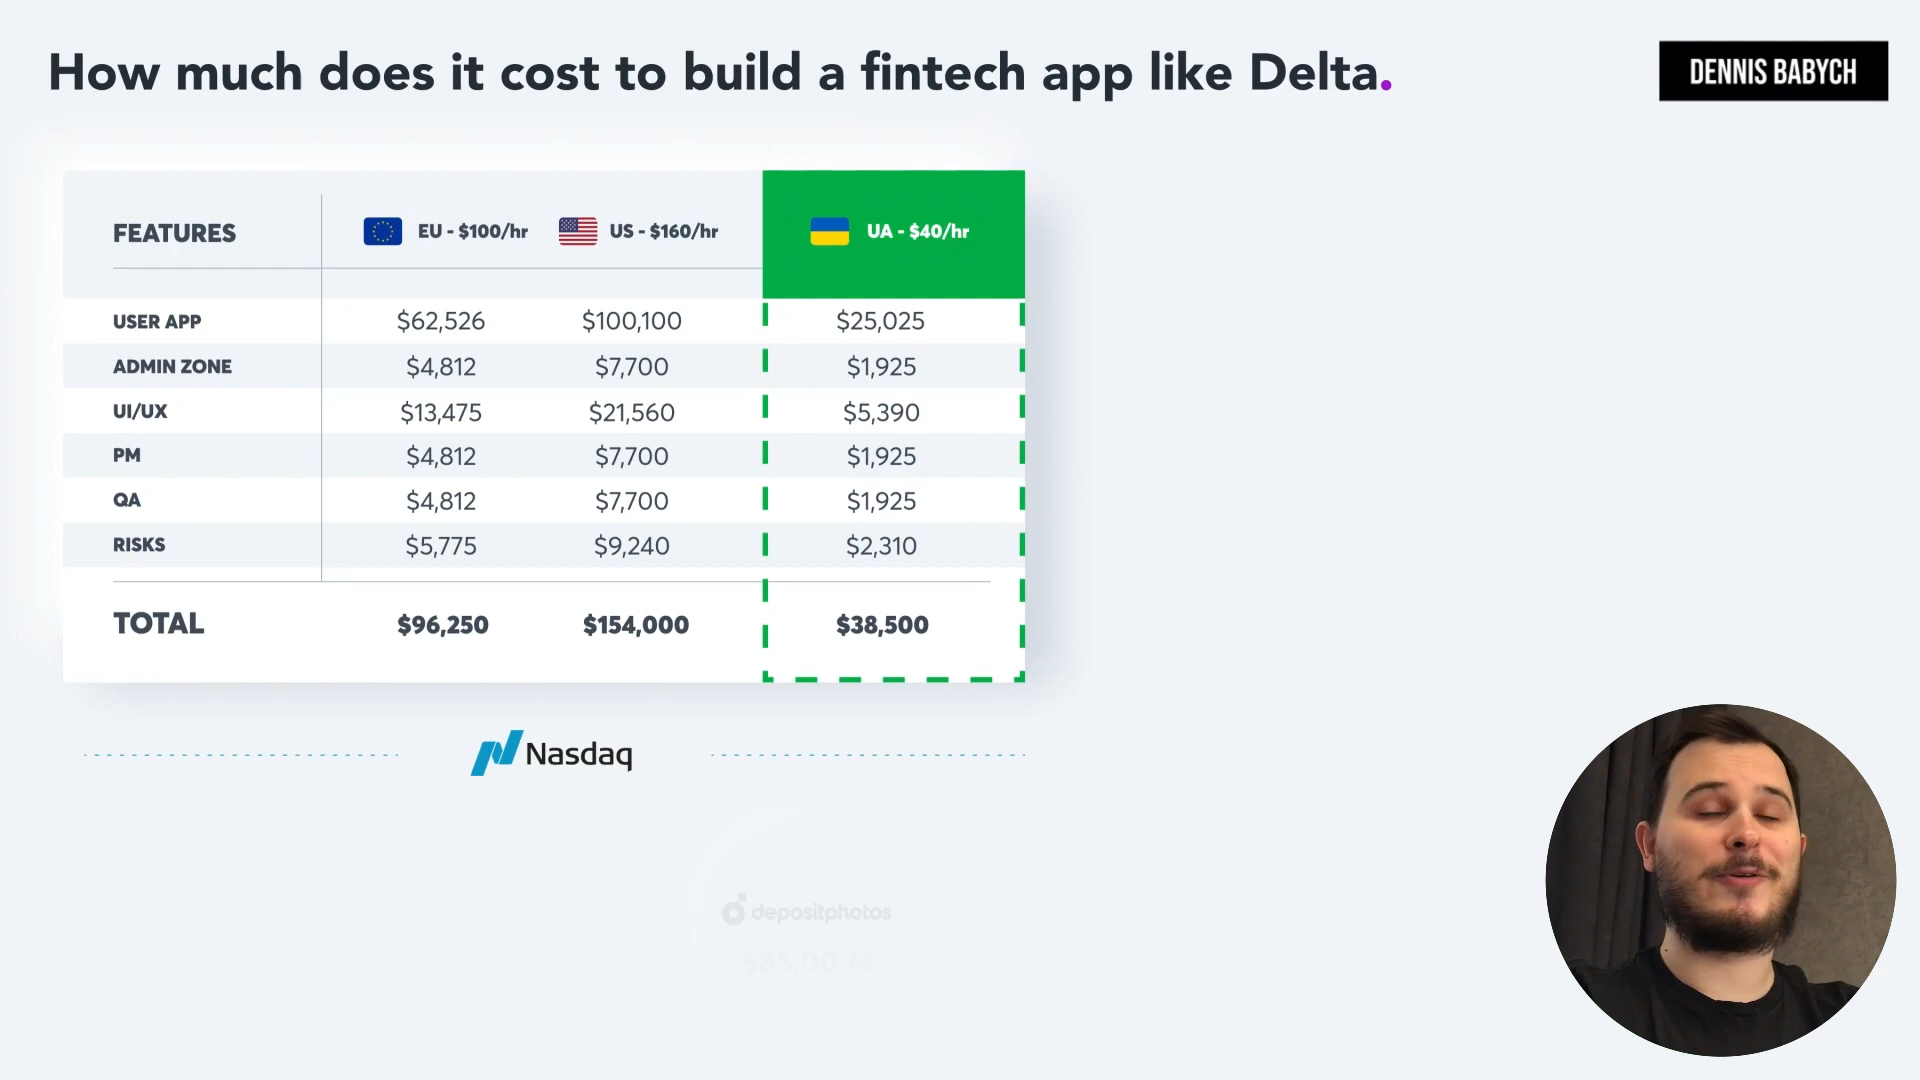 How much does it cost to build a fintech app like Delta.
DENNIS BABYCH
FEATURES EU - $100/hr US - $160/hr UA - $40/hr
USER APP $62,526 $100,100 $25,025
ADMIN ZONE $4,812 $7,700 $1,925
UI/UX $13,475 $21,560 $5,390
PM $4,812 $7,700 $1,925
QA $4,812 $7,700 $1,925
RISKS $5,775 $9,240 $2,310
TOTAL $96,250 $154,000 $38,500
Nasdaq
depositphotos
$85,00 M